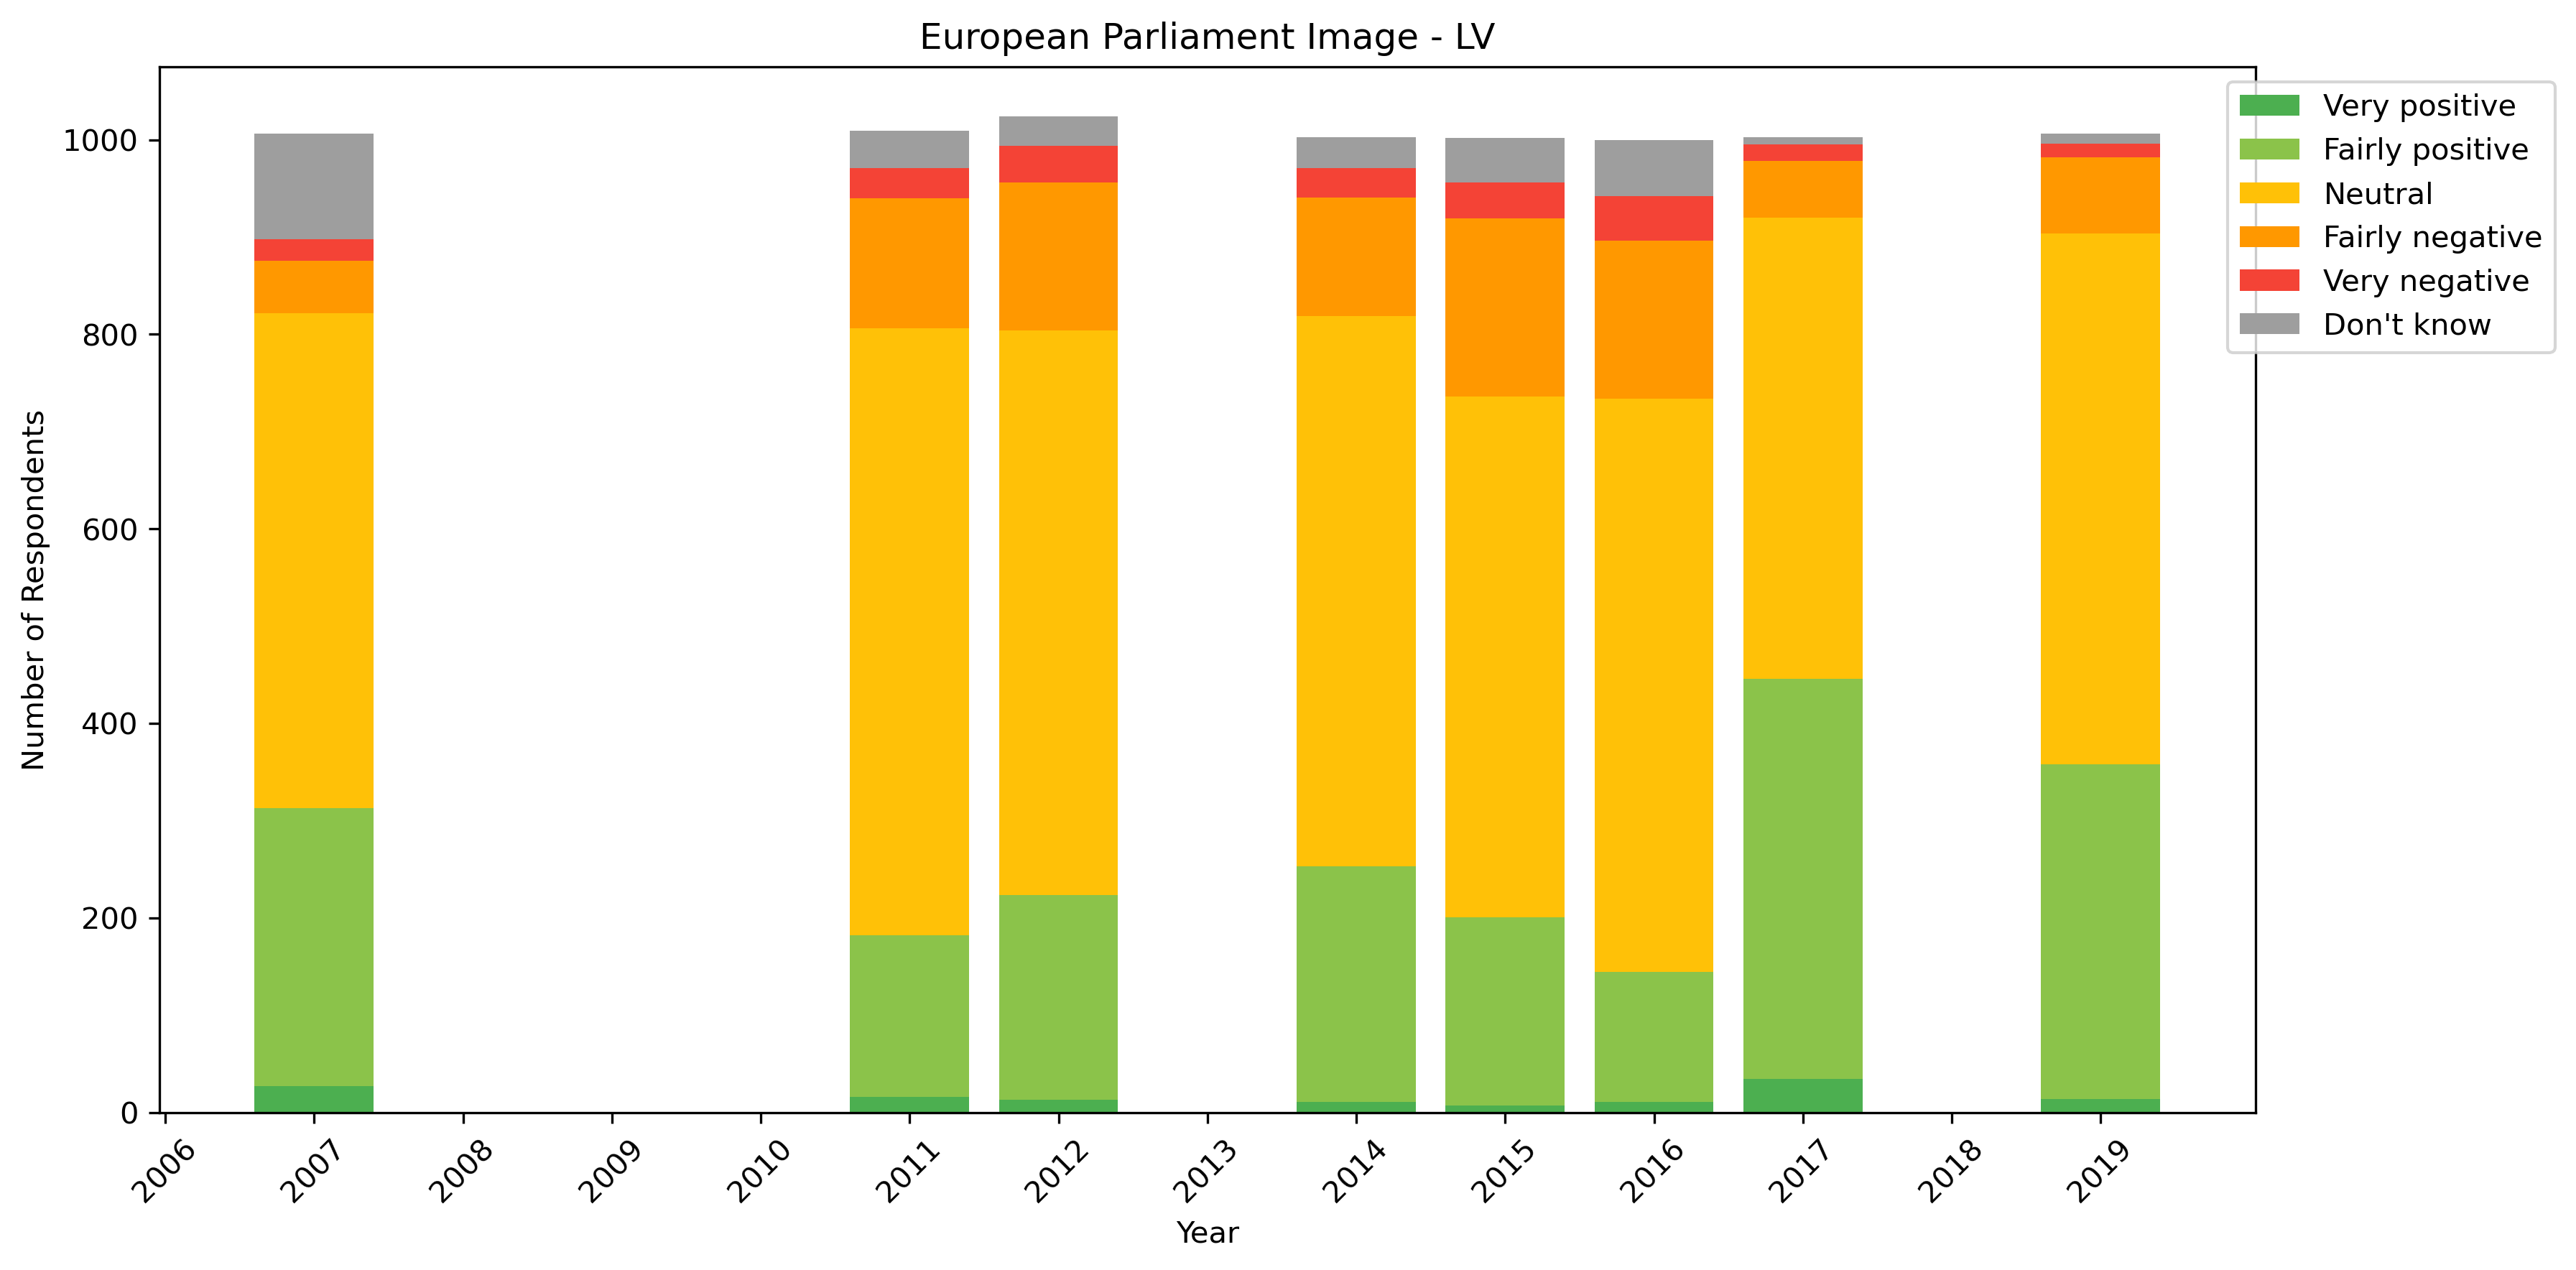 European Parliament Image - LV
Number of Respondents
1000
800
600
400
200
0
2006
2007
2008
2009
2010
2011
2012
2013
2014
2015
2016
2017
2018
2019
Year
Very positive
Fairly positive
Neutral
Fairly negative
Very negative
Don't know